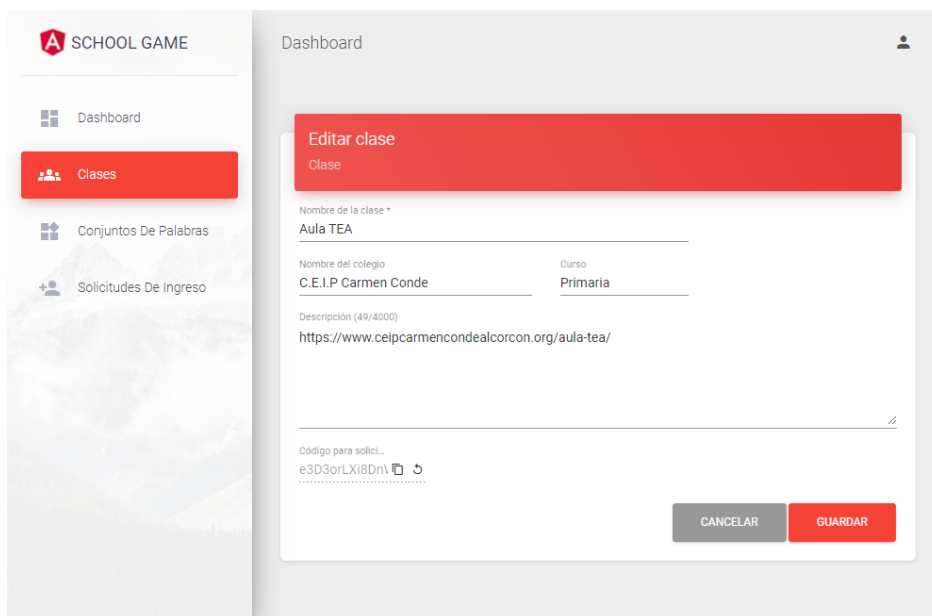 SCHOOL GAME
Dashboard
Dashboard
Clases
Conjuntos De Palabras
Solicitudes De Ingreso
Editar clase
Clase
Nombre de la clase *
Aula TEA
Nombre del colegio
Curso
C.E.I.P Carmen Conde
Primaria
Descripción (49/4000)
https://www.ceipcarmencondealcorcon.org/aula-tea/
Código para solici...
e3D3orLXi8Dn\
CANCELAR
GUARDAR